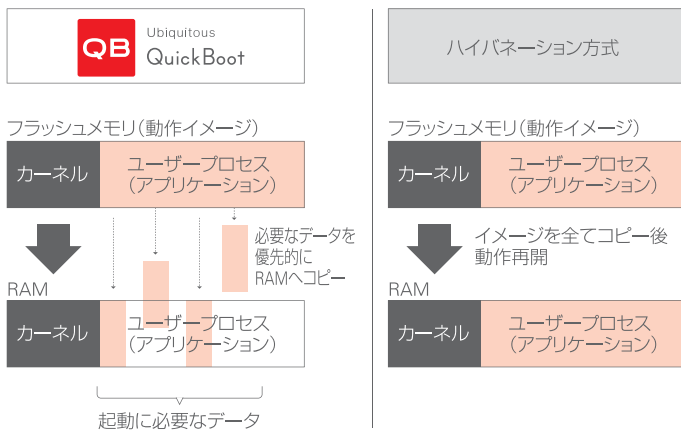 QB
Ubiquitous
QuickBoot
フラッシュメモリ（動作イメージ）
カーネル
ユーザープロセス
（アプリケーション）
必要なデータを
優先的に
RAMへコピー
RAM
カーネル
ユーザープロセス
（アプリケーション）
起動に必要なデータ
ハイバネーション方式
フラッシュメモリ（動作イメージ）
カーネル
ユーザープロセス
（アプリケーション）
イメージを全てコピー後
動作再開
RAM
カーネル
ユーザープロセス
（アプリケーション）